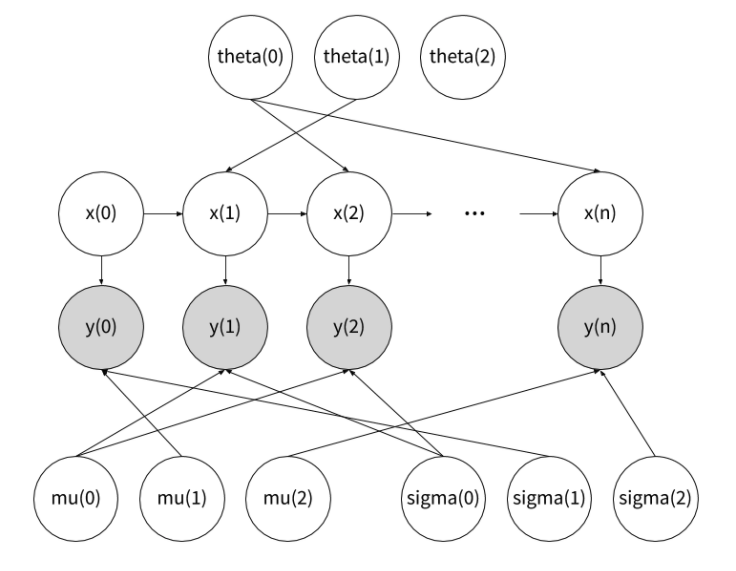 theta(0) theta(1) theta(2)
x(0) x(1) x(2) ... x(n)
y(0) y(1) y(2) y(n)
mu(0) mu(1) mu(2) sigma(0) sigma(1) sigma(2)